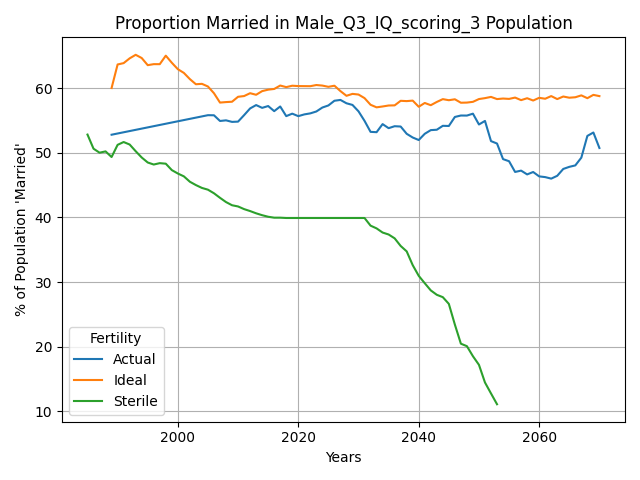 Proportion Married in Male_Q3_IQ_scoring_3 Population
% of Population 'Married'
60
50
40
30
20
10
Fertility
Actual
Ideal
Sterile
2000 2020 2040 2060
Years